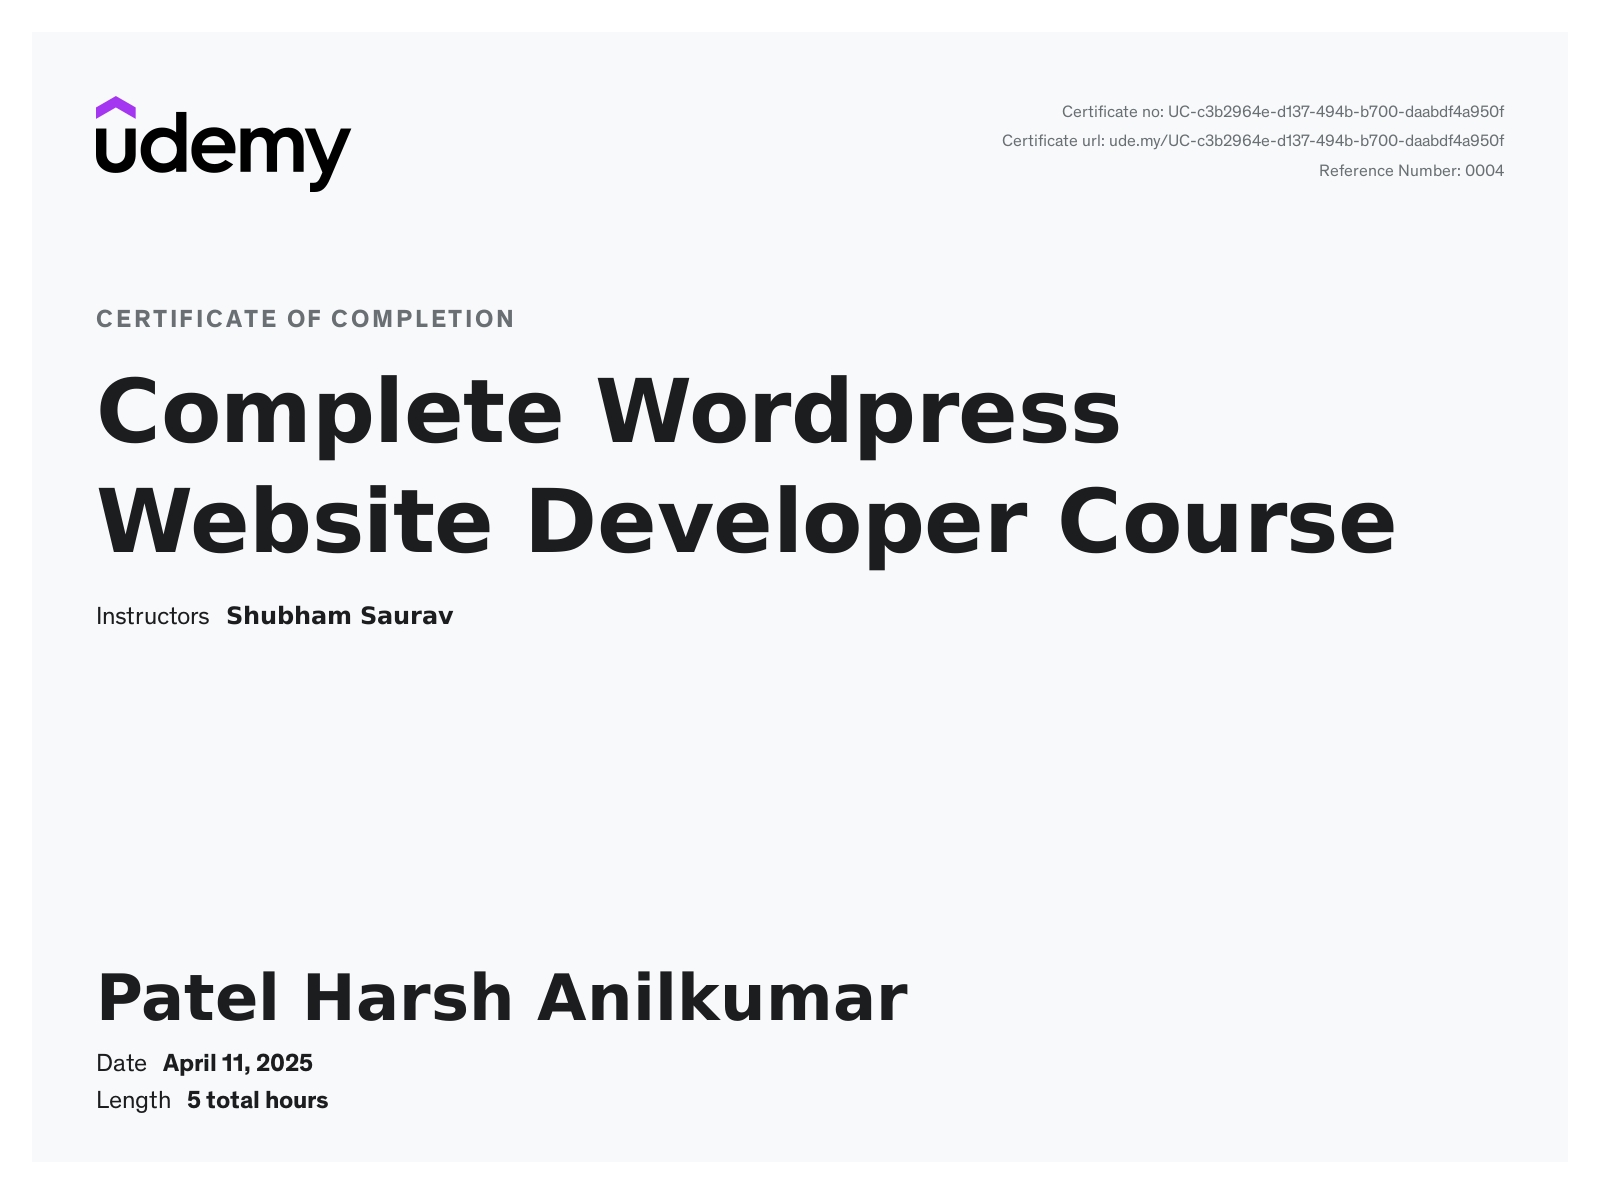 udemy
Certificate no: UC-c3b2964e-d137-494b-b700-daabdf4a950f
Certificate url: ude.my/UC-c3b2964e-d137-494b-b700-daabdf4a950f
Reference Number: 0004
CERTIFICATE OF COMPLETION
Complete Wordpress
Website Developer Course
Instructors Shubham Saurav
Patel Harsh Anilkumar
Date April 11, 2025
Length 5 total hours